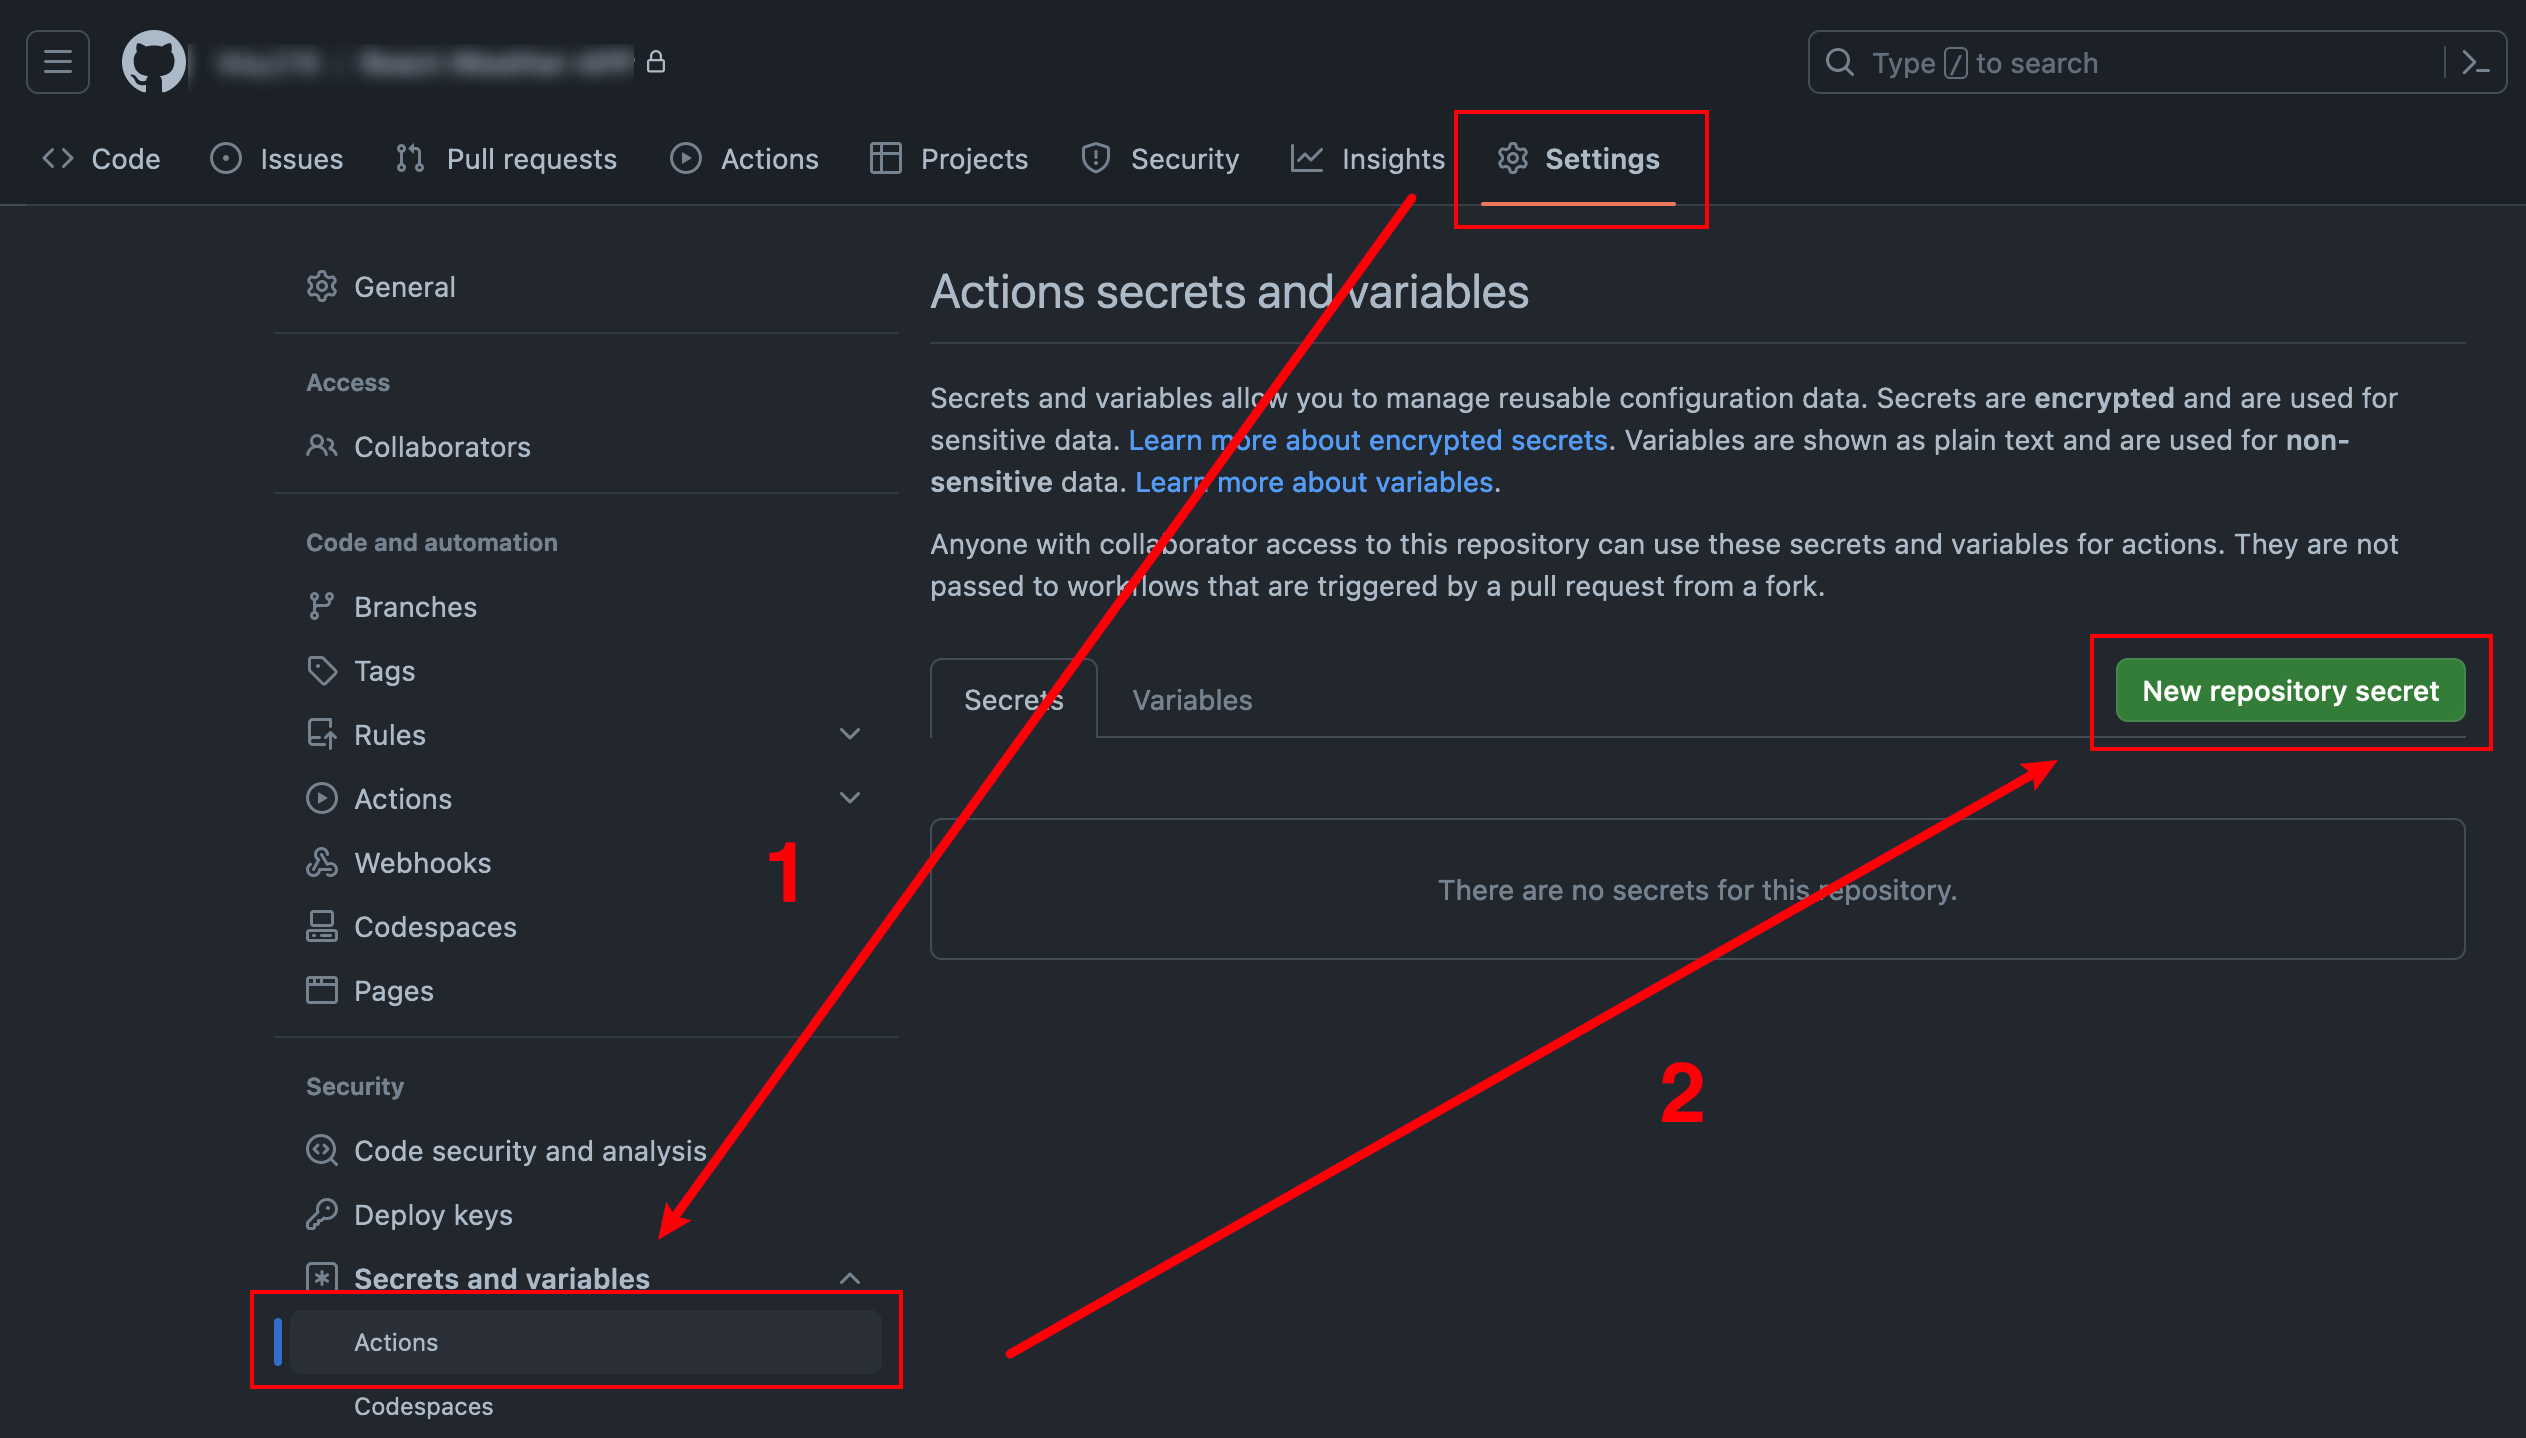 Type / to search
Code
Issues
Pull requests
Actions
Projects
Security
Insights
Settings
General
Access
Collaborators
Code and automation
Branches
Tags
Rules
Actions
Webhooks
Codespaces
Pages
Security
Code security and analysis
Deploy keys
Secrets and variables
Actions
Codespaces
Actions secrets and variables
Secrets and variables allow you to manage reusable configuration data. Secrets are encrypted and are used for
sensitive data. Learn more about encrypted secrets. Variables are shown as plain text and are used for non-
sensitive data. Learn more about variables.
Anyone with collaborator access to this repository can use these secrets and variables for actions. They are not
passed to workflows that are triggered by a pull request from a fork.
Secrets
Variables
New repository secret
There are no secrets for this repository.
1
2